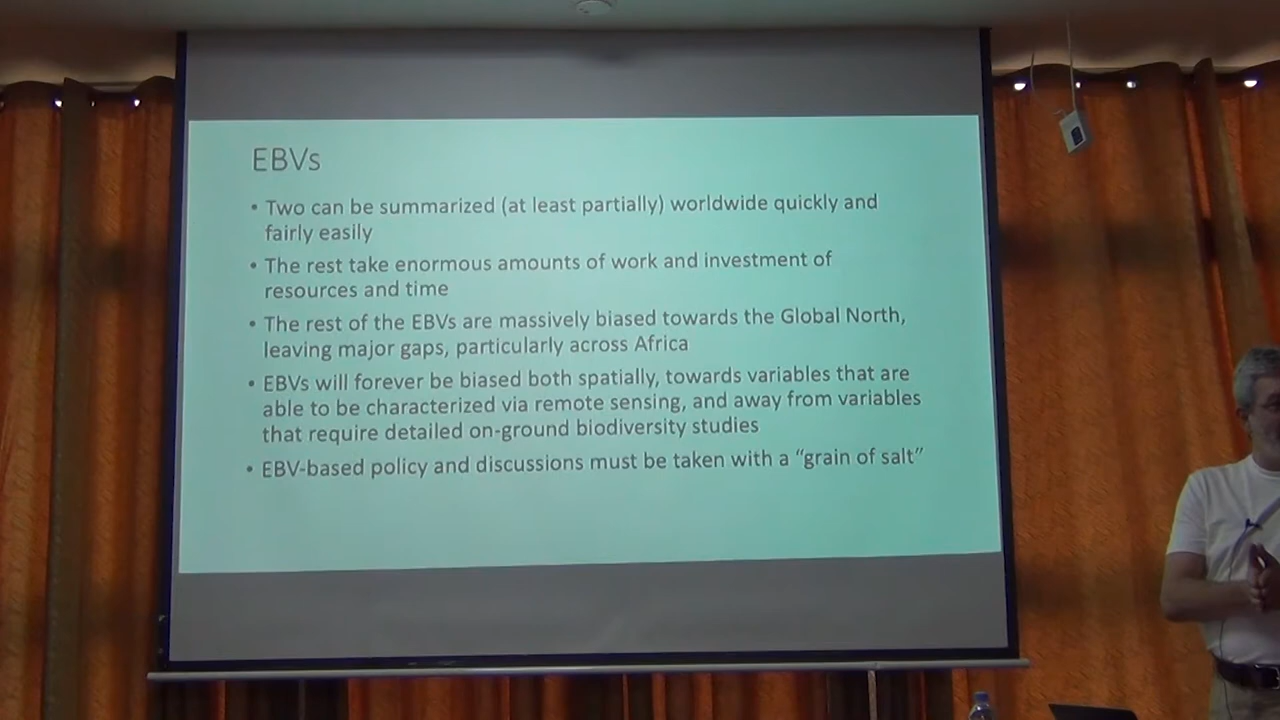 EBVs
• Two can be summarized (at least partially) worldwide quickly and
fairly easily
• The rest take enormous amounts of work and investment of
resources and time
• The rest of the EBVs are massively biased towards the Global North,
leaving major gaps, particularly across Africa
• EBVs will forever be biased both spatially, towards variables that are
able to be characterized via remote sensing, and away from variables
that require detailed on-ground biodiversity studies
• EBV-based policy and discussions must be taken with a “grain of salt”